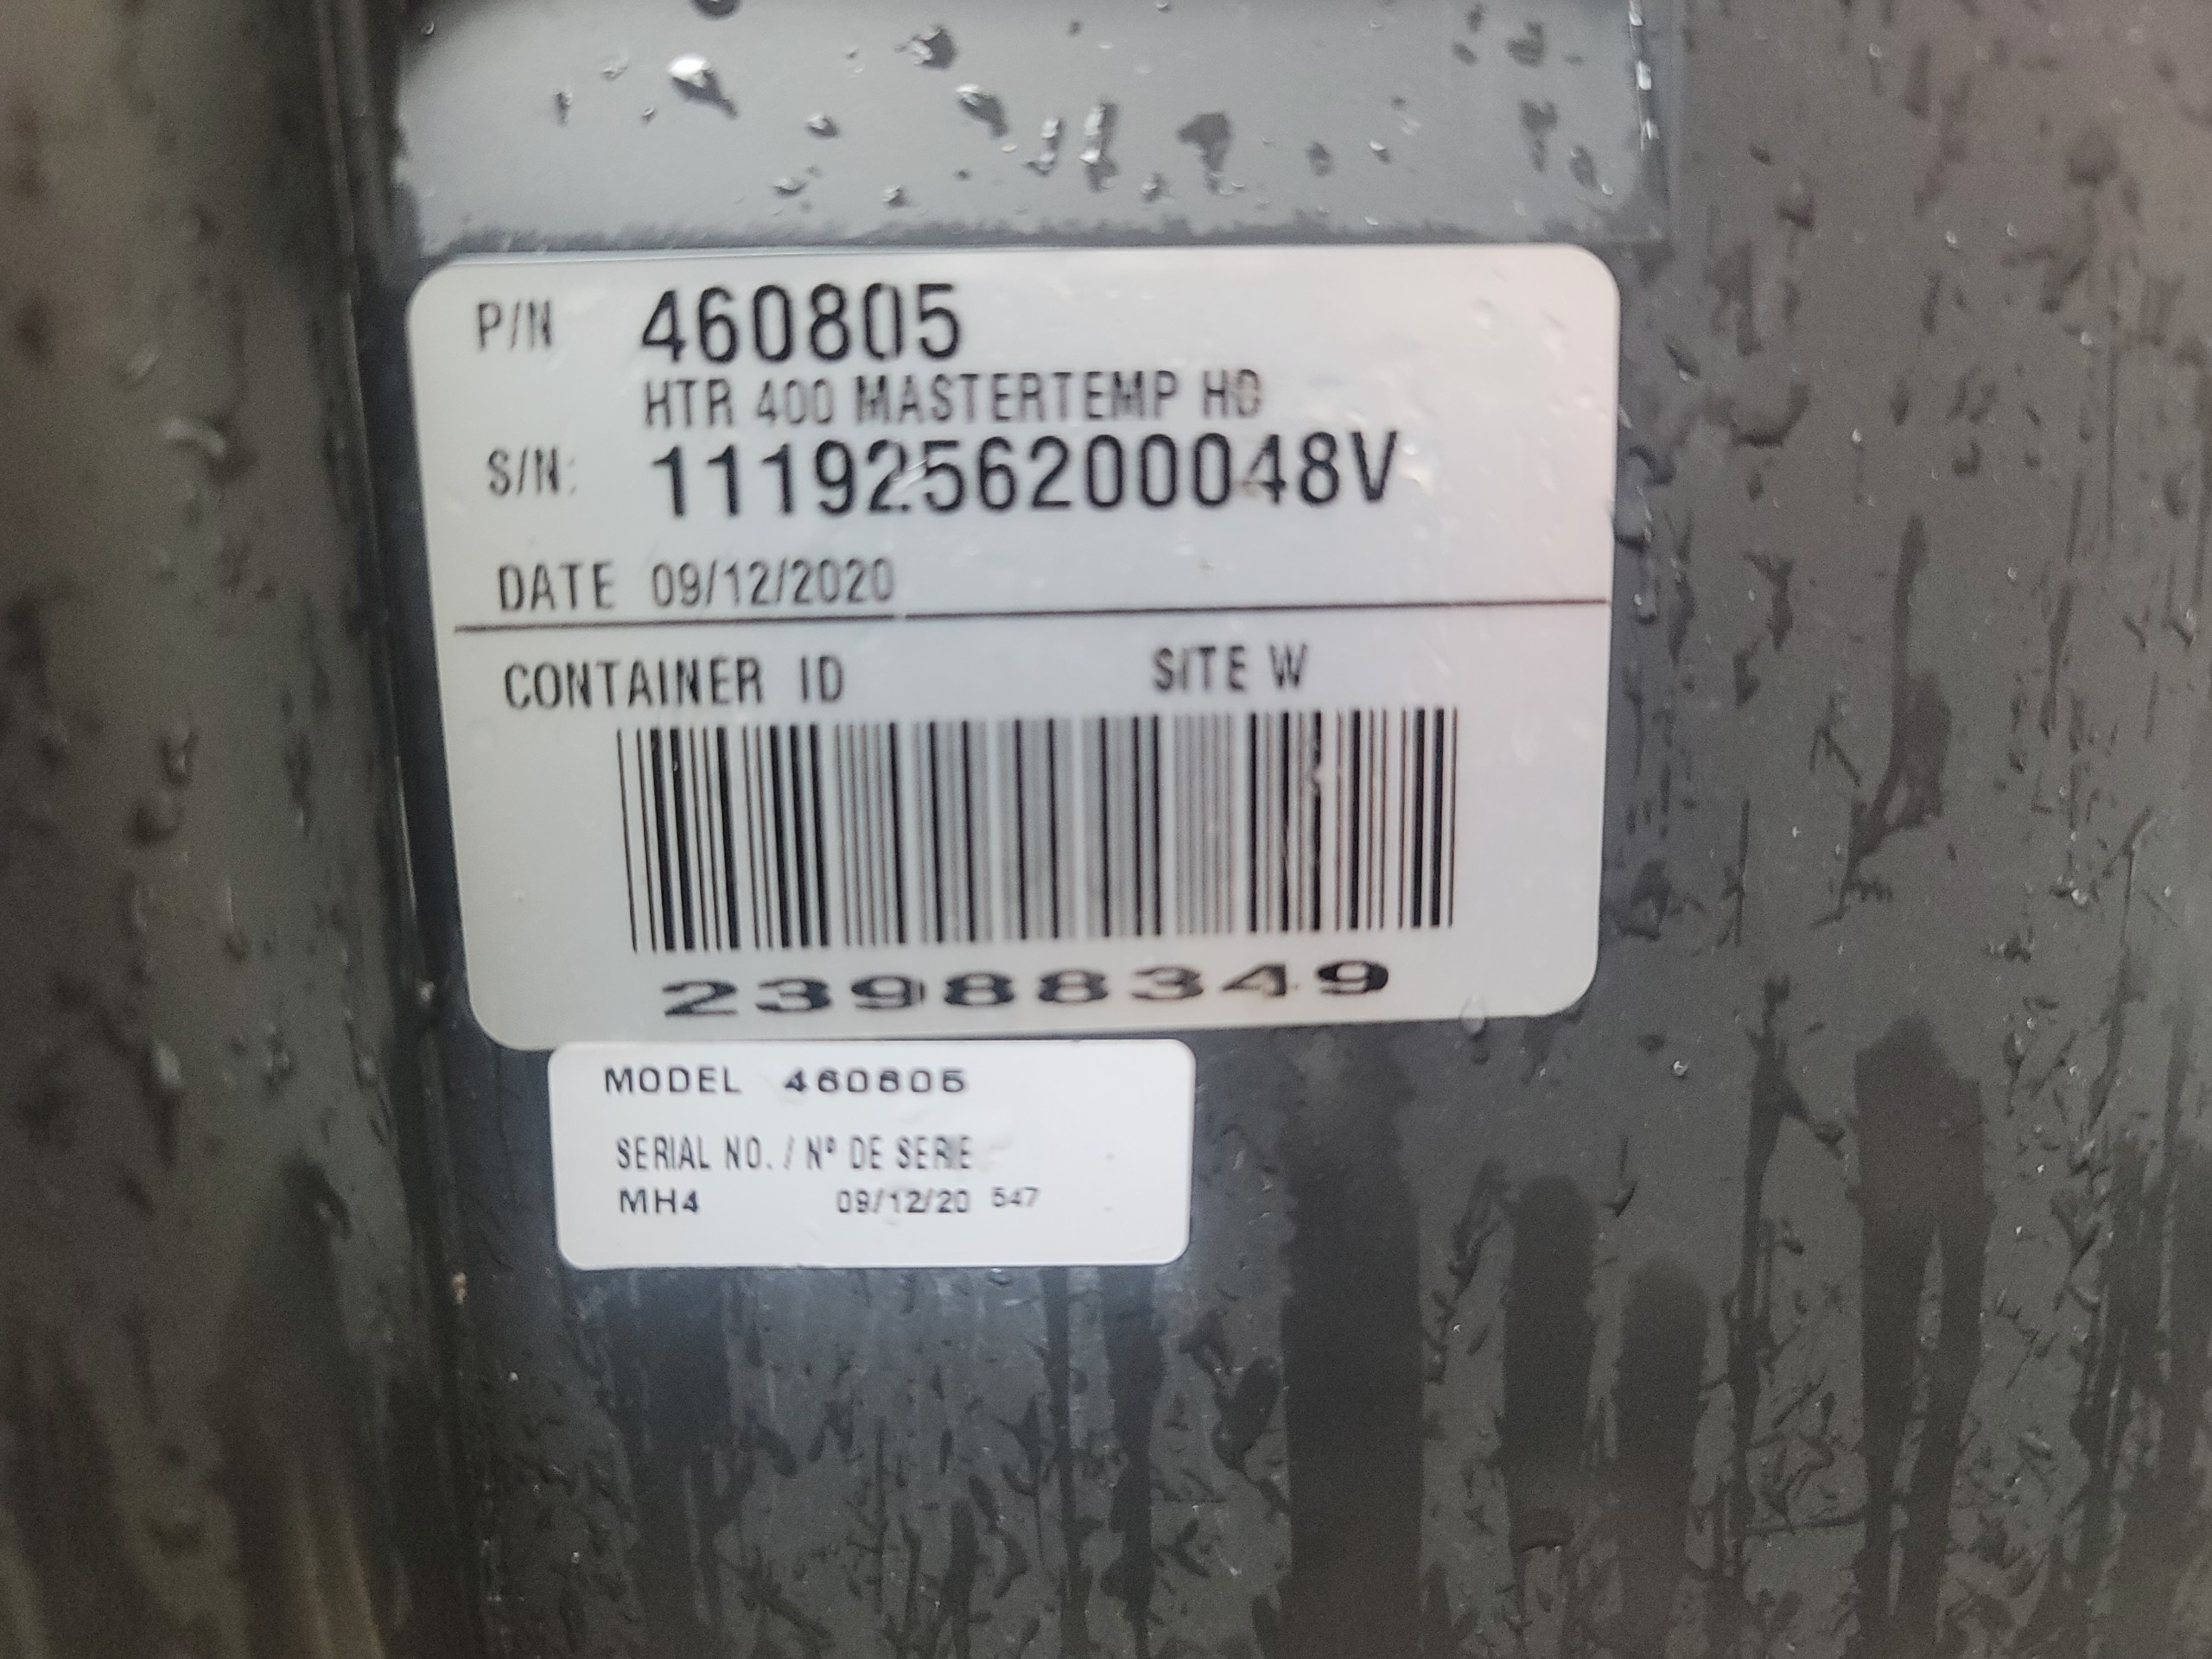 P/N 460805
HTR 400 MASTERTEMP HD
S/N: 1119256200048V
DATE 09/12/2020
CONTAINER ID SITE W
23988349
MODEL 460805
SERIAL NO. / Nº DE SERIE
MH4 09/12/20 547